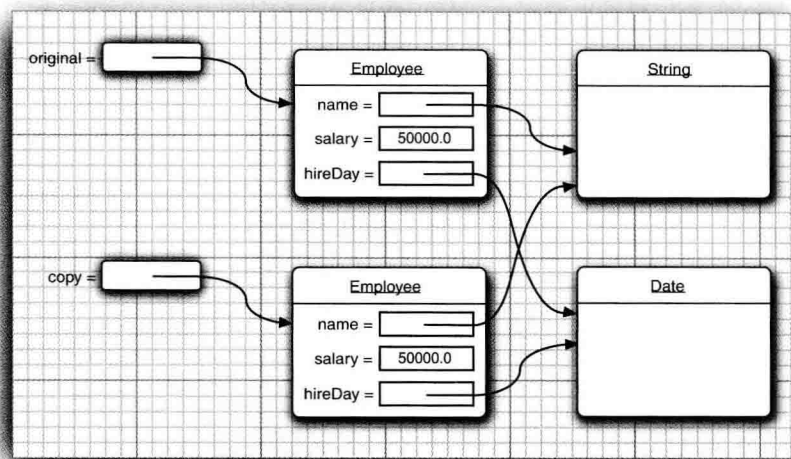 original =
Employee
name =
salary = 50000.0
hireDay =
String
copy =
Employee
name =
salary = 50000.0
hireDay =
Date